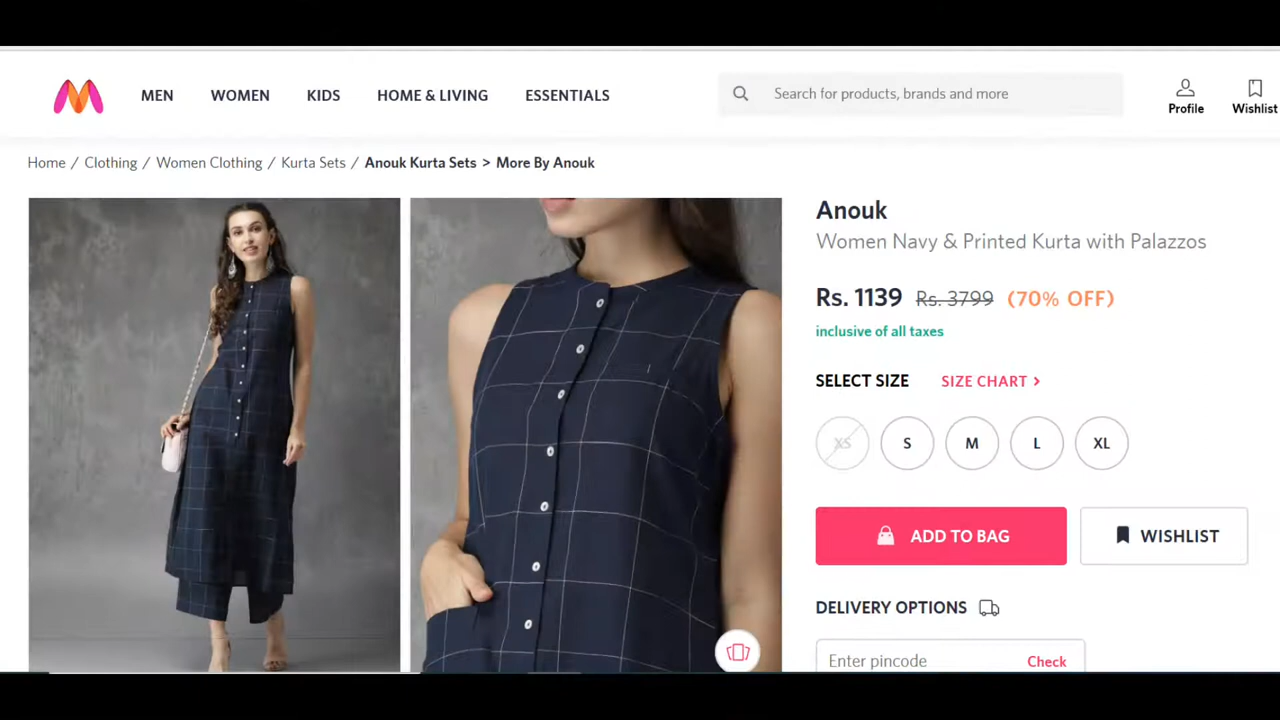 MEN WOMEN KIDS HOME & LIVING ESSENTIALS Search for products, brands and more Profile Wishlist
Home / Clothing / Women Clothing / Kurta Sets / Anouk Kurta Sets > More By Anouk
Anouk
Women Navy & Printed Kurta with Palazzos
Rs. 1139 Rs. 3799 (70% OFF)
inclusive of all taxes
SELECT SIZE SIZE CHART >
XS S M L XL
ADD TO BAG WISHLIST
DELIVERY OPTIONS
Enter pincode Check